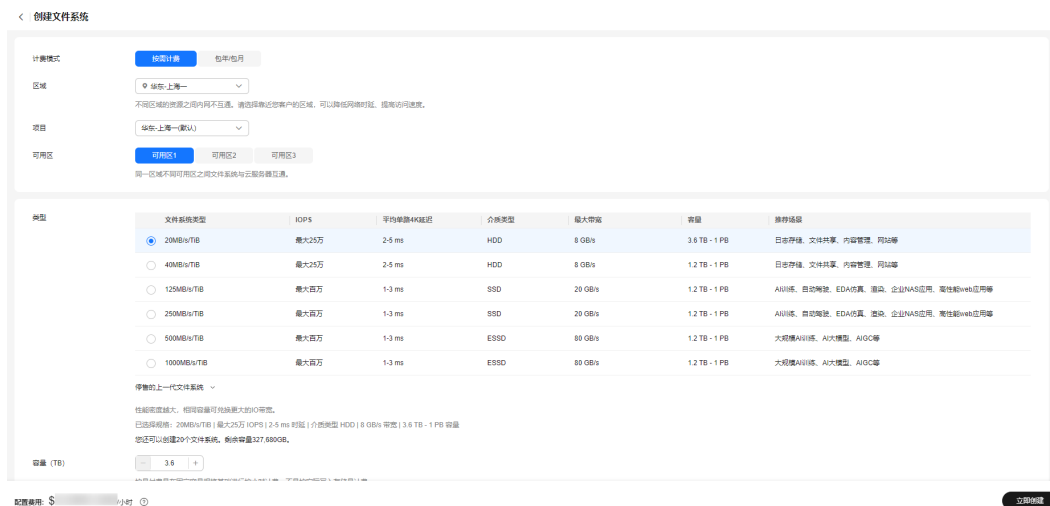 创建文件系统
计费模式 按需计费 包年/包月
区域 华东-上海一
不同区域的资源之间内网不互通。请选择靠近您客户的区域，可以降低网络时延、提高访问速度。
项目 华东-上海一(默认)
可用区 可用区1 可用区2 可用区3
同一区域不同可用区之间文件系统与云服务器互通。
类型 文件系统类型 IOPS 平均单路4K延迟 介质类型 最大带宽 容量 推荐场景
20MB/s/TiB 最大25万 2-5 ms HDD 8 GB/s 3.6 TB - 1 PB 日志存储、文件共享、内容管理、网站等
40MB/s/TiB 最大25万 2-5 ms HDD 8 GB/s 1.2 TB - 1 PB 日志存储、文件共享、内容管理、网站等
125MB/s/TiB 最大百万 1-3 ms SSD 20 GB/s 1.2 TB - 1 PB AI训练、自动驾驶、EDA仿真、渲染、企业NAS应用、高性能web应用等
250MB/s/TiB 最大百万 1-3 ms SSD 20 GB/s 1.2 TB - 1 PB AI训练、自动驾驶、EDA仿真、渲染、企业NAS应用、高性能web应用等
500MB/s/TiB 最大百万 1-3 ms ESSD 80 GB/s 1.2 TB - 1 PB 大规模AI训练、AI大模型、AIGC等
1000MB/s/TiB 最大百万 1-3 ms ESSD 80 GB/s 1.2 TB - 1 PB 大规模AI训练、AI大模型、AIGC等
停售的上一代文件系统
性能密度越大，相同容量可兑换更大的IO带宽。
已选择规格：20MB/s/TiB | 最大25万 IOPS | 2-5 ms 时延 | 介质类型 HDD | 8 GB/s 带宽 | 3.6 TB - 1 PB 容量
您还可以创建20个文件系统。剩余容量327,680GB。
容量（TB） - 3.6 +
配置费用: $ /小时 立即创建